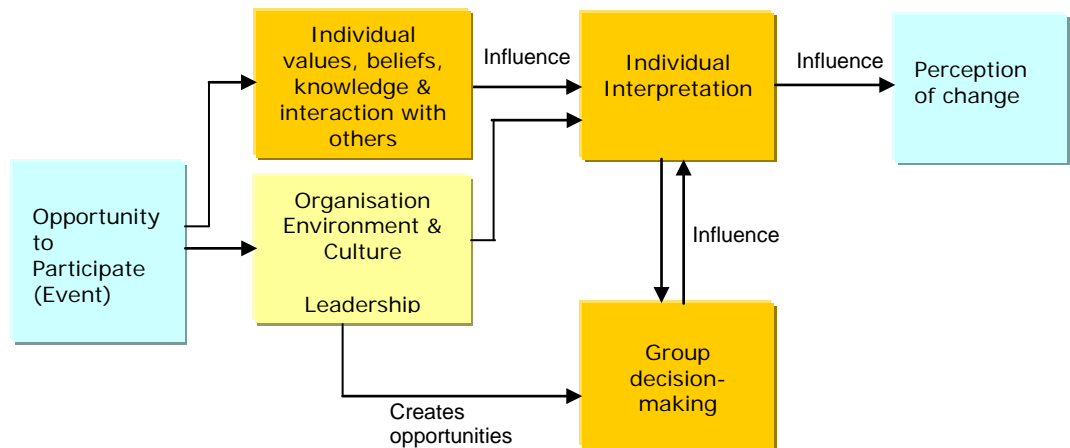 Individual
values, beliefs,
knowledge &
interaction with
others
Influence
Individual
Interpretation
Influence
Perception
of change
Opportunity
to
Participate
(Event)
Organisation
Environment &
Culture
Leadership
Influence
Group
decision-
making
Creates
opportunities